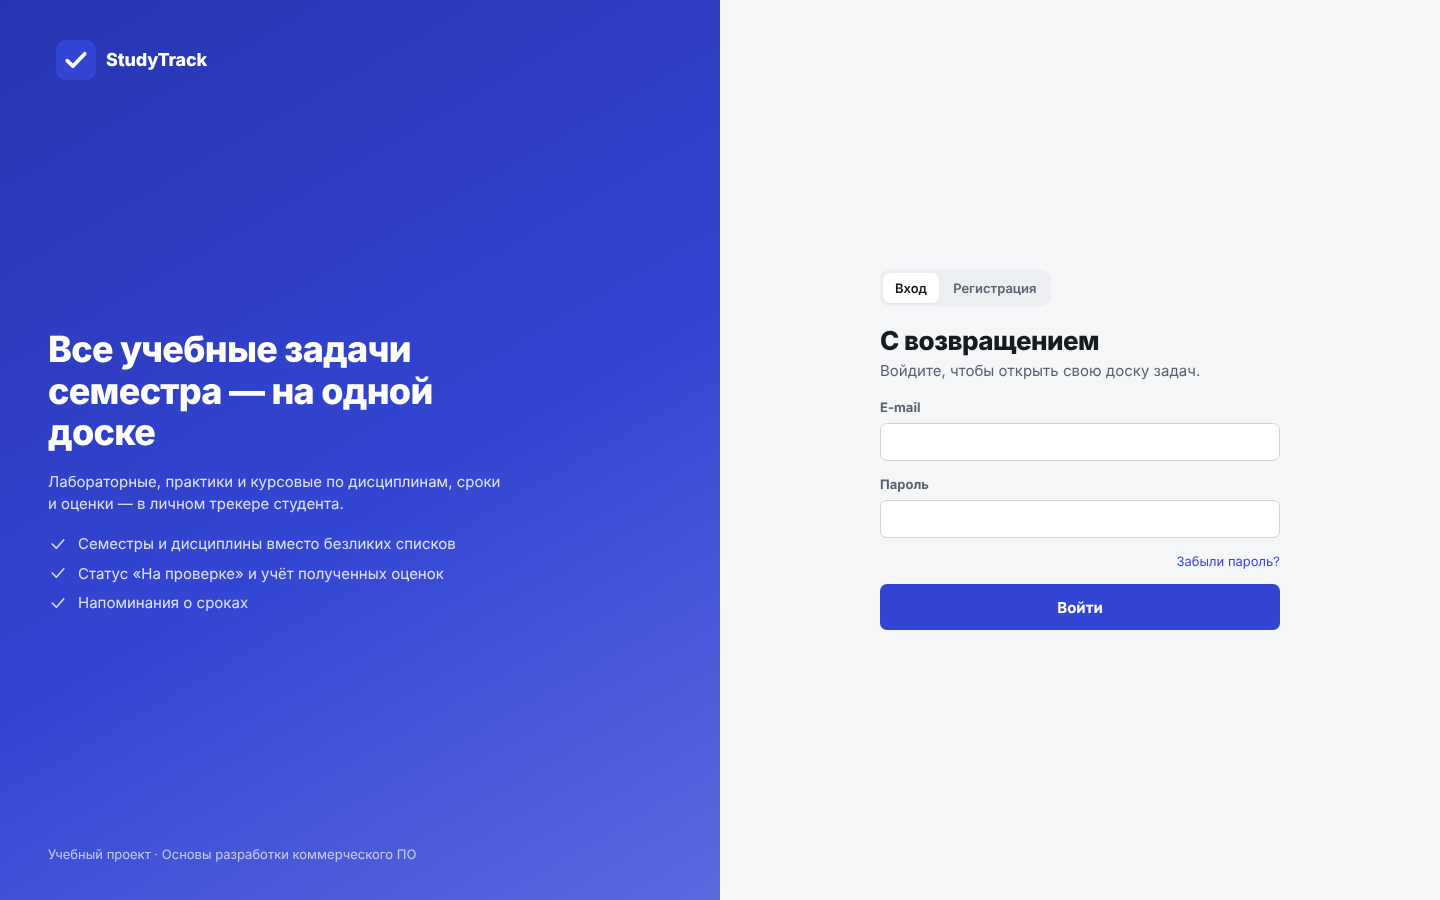 StudyTrack
Все учебные задачи
семестра — на одной
доске
Лабораторные, практики и курсовые по дисциплинам, сроки
и оценки — в личном трекере студента.
Семестры и дисциплины вместо безликих списков
Статус «На проверке» и учёт полученных оценок
Напоминания о сроках
Учебный проект · Основы разработки коммерческого ПО
Вход
Регистрация
С возвращением
Войдите, чтобы открыть свою доску задач.
E-mail
Пароль
Забыли пароль?
Войти